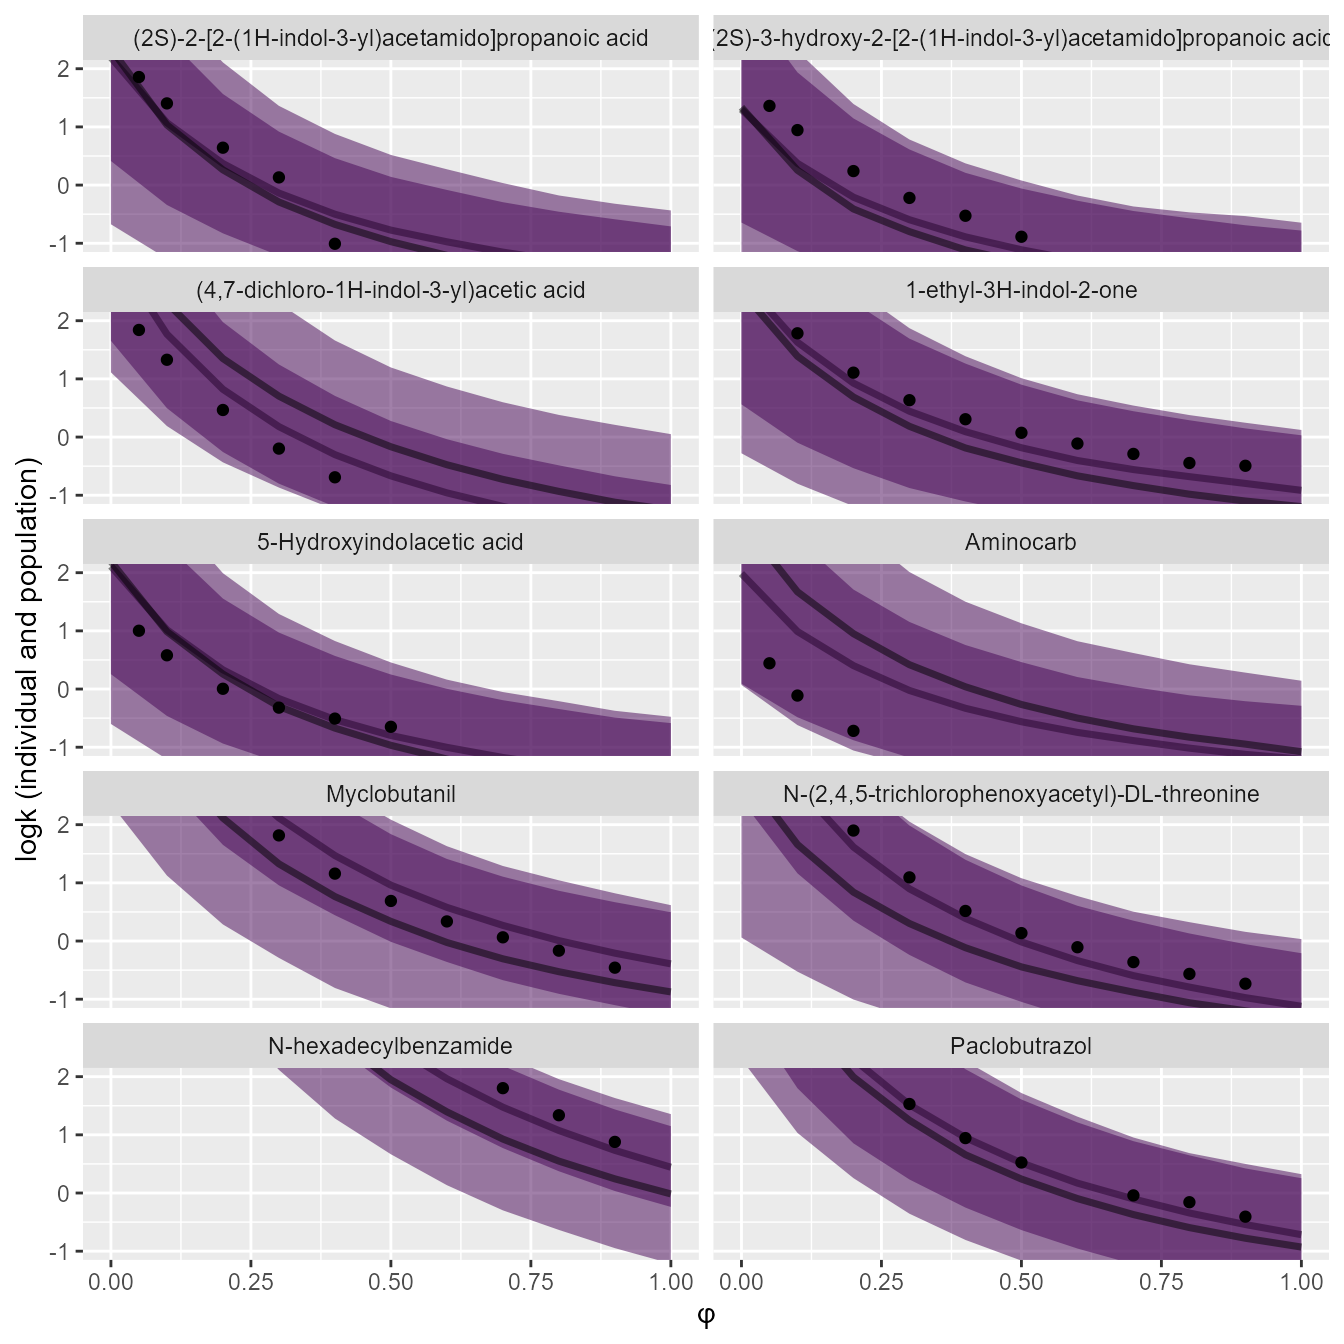 (2S)-2-[2-(1H-indol-3-yl)acetamido]propanoic acid
(2S)-3-hydroxy-2-[2-(1H-indol-3-yl)acetamido]propanoic acid
2
1
0
-1
(4,7-dichloro-1H-indol-3-yl)acetic acid
1-ethyl-3H-indol-2-one
2
1
0
-1
5-Hydroxyindolacetic acid
Aminocarb
2
1
0
-1
Myclobutanil
N-(2,4,5-trichlorophenoxyacetyl)-DL-threonine
2
1
0
-1
N-hexadecylbenzamide
Paclobutrazol
2
1
0
-1
0.00 0.25 0.50 0.75 1.00
0.00 0.25 0.50 0.75 1.00
φ
logk (individual and population)